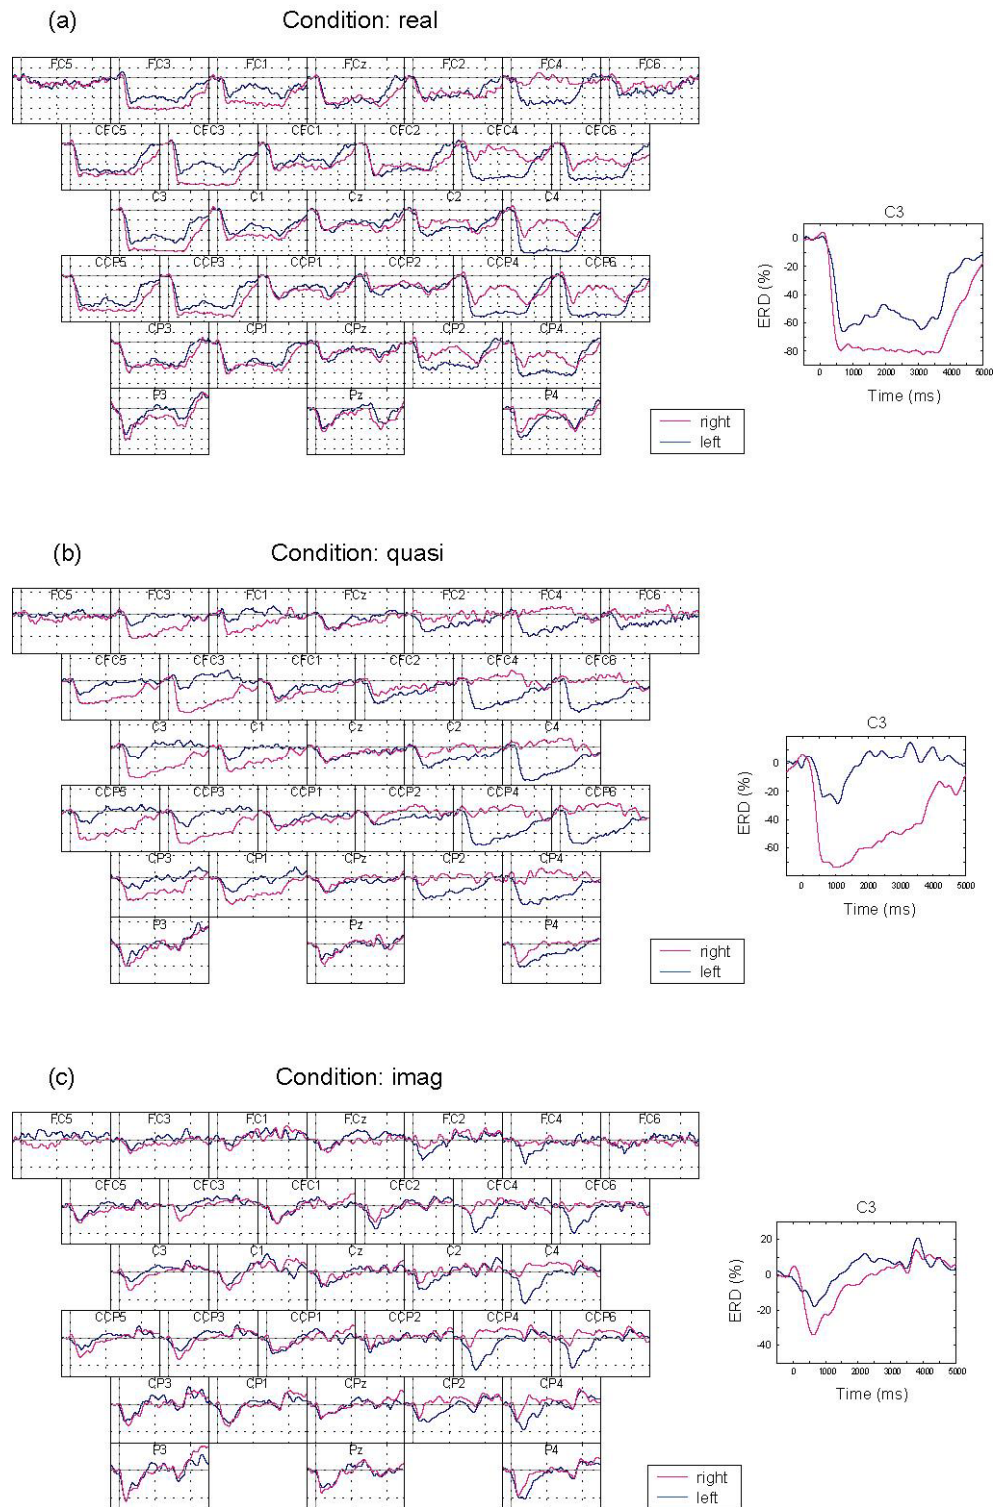 (a) Condition: real
FC5 FC3 FC1 FCz FC2 FC4 FC6
CFC5 CFC3 CFC1 CFC2 CFC4 CFC6
C3 C1 Cz C2 C4
CCP5 CCP3 CCP1 CCP2 CCP4 CCP6
CP3 CP1 CPz CP2 CP4
P3 Pz P4
right
left
C3
ERD (%)
0
-20
-40
-60
-80
0 1000 2000 3000 4000 5000
Time (ms)
(b) Condition: quasi
FC5 FC3 FC1 FCz FC2 FC4 FC6
CFC5 CFC3 CFC1 CFC2 CFC4 CFC6
C3 C1 Cz C2 C4
CCP5 CCP3 CCP1 CCP2 CCP4 CCP6
CP3 CP1 CPz CP2 CP4
P3 Pz P4
right
left
C3
ERD (%)
0
-20
-40
-60
0 1000 2000 3000 4000 5000
Time (ms)
(c) Condition: imag
FC5 FC3 FC1 FCz FC2 FC4 FC6
CFC5 CFC3 CFC1 CFC2 CFC4 CFC6
C3 C1 Cz C2 C4
CCP5 CCP3 CCP1 CCP2 CCP4 CCP6
CP3 CP1 CPz CP2 CP4
P3 Pz P4
right
left
C3
ERD (%)
20
0
-20
-40
0 1000 2000 3000 4000 5000
Time (ms)